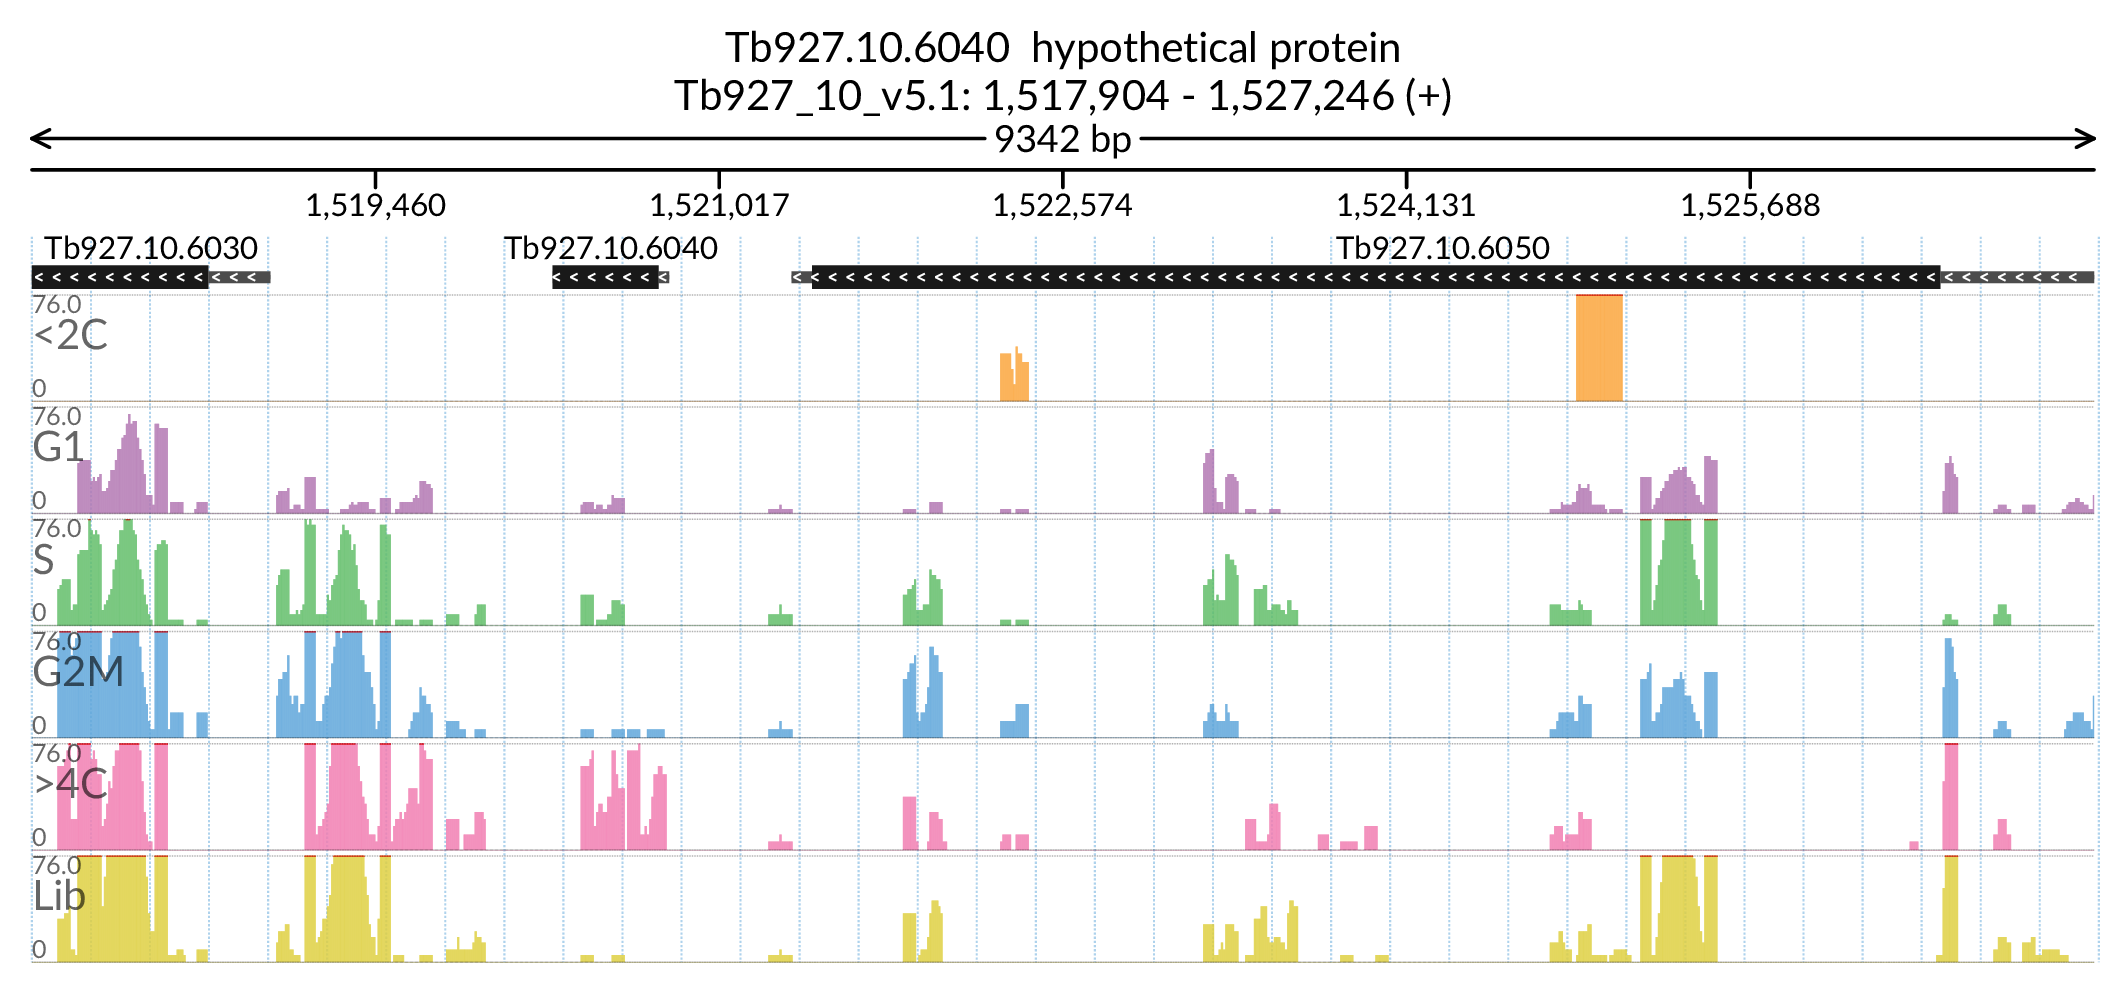 Tb927.10.6040  hypothetical protein
Tb927_10_v5.1: 1,517,904 - 1,527,246 (+)
9342 bp
1,519,460 1,521,017 1,522,574 1,524,131 1,525,688
Tb927.10.6030 Tb927.10.6040 Tb927.10.6050
76.0
<2C
0
76.0
G1
0
76.0
S
0
76.0
G2M
0
76.0
>4C
0
76.0
Lib
0